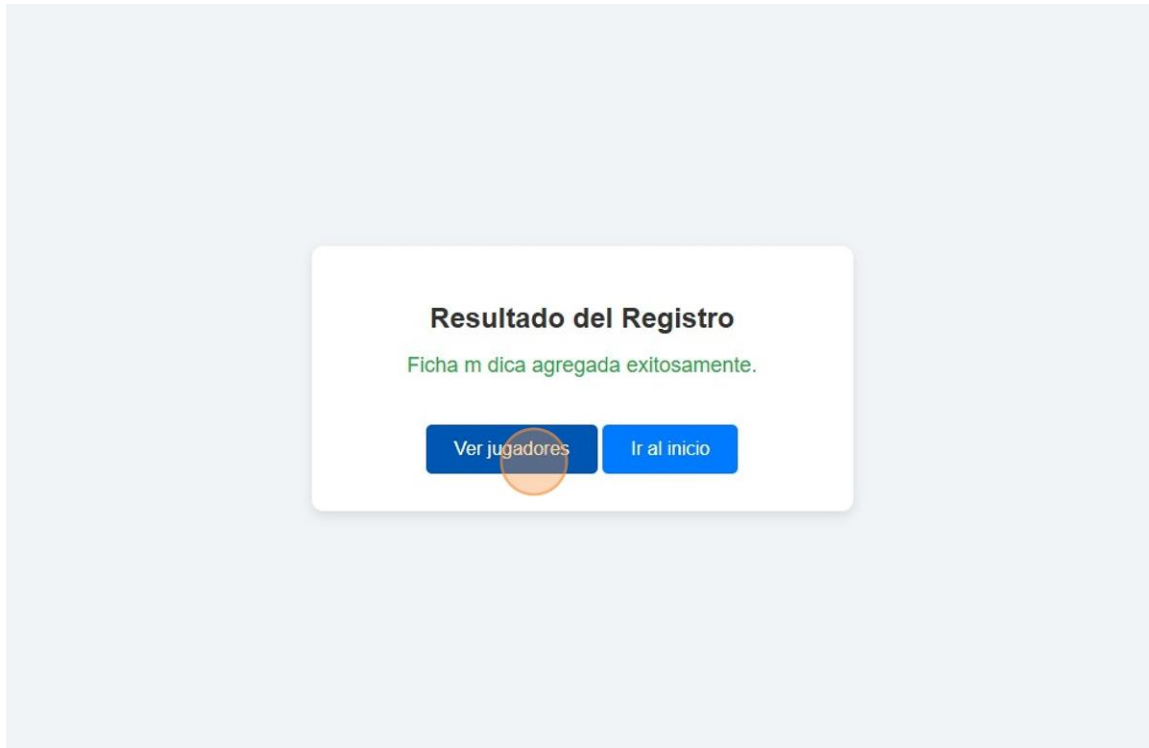 Resultado del Registro
Ficha m dica agregada exitosamente.
Ver jugadores Ir al inicio